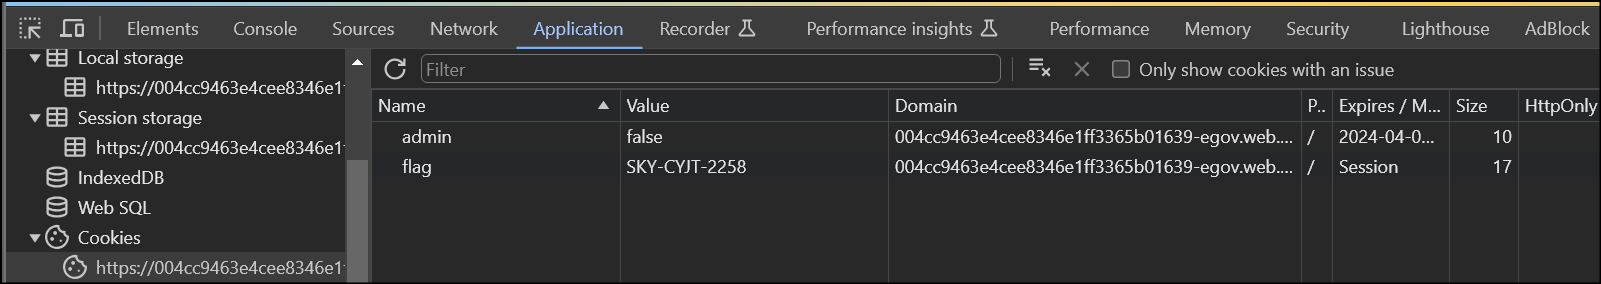 Elements Console Sources Network Application Recorder Performance insights Performance Memory Security Lighthouse AdBlock
Local storage
https://004cc9463e4cee8346e1
Session storage
https://004cc9463e4cee8346e1
IndexedDB
Web SQL
Cookies
https://004cc9463e4cee8346e1
Filter Only show cookies with an issue
Name Value Domain P.. Expires / M... Size HttpOnly
admin false 004cc9463e4cee8346e1ff3365b01639-egov.web.... / 2024-04-0... 10
flag SKY-CYJT-2258 004cc9463e4cee8346e1ff3365b01639-egov.web.... / Session 17